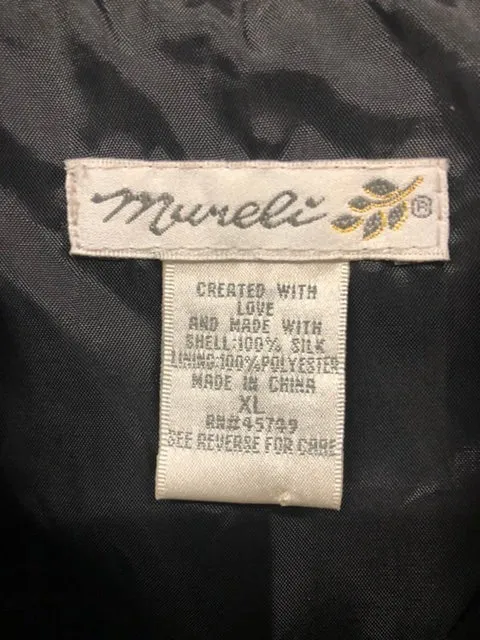 Mureli ®
CREATED WITH
LOVE
AND MADE WITH
SHELL:100% SILK
LINING:100%POLYESTER
MADE IN CHINA
XL
RN#45749
SEE REVERSE FOR CARE